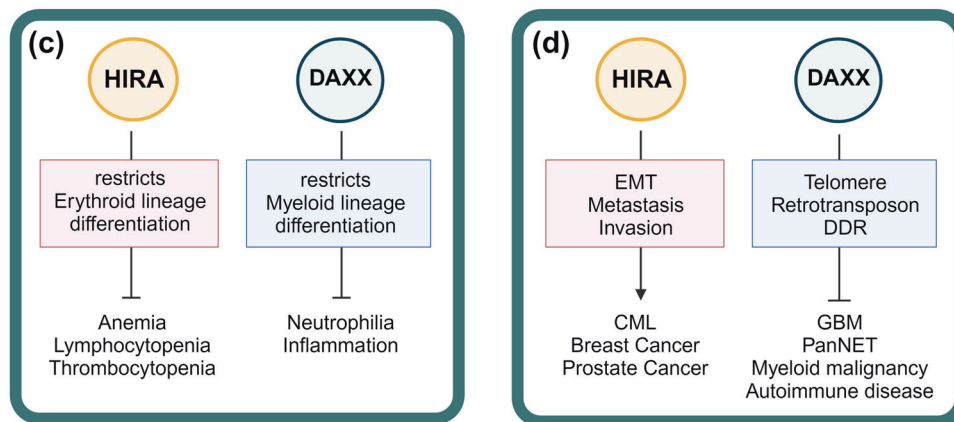 (c)
HIRA
restricts
Erythroid lineage
differentiation
Anemia
Lymphocytopenia
Thrombocytopenia
DAXX
restricts
Myeloid lineage
differentiation
Neutrophilia
Inflammation
(d)
HIRA
EMT
Metastasis
Invasion
CML
Breast Cancer
Prostate Cancer
DAXX
Telomere
Retrotransposon
DDR
GBM
PanNET
Myeloid malignancy
Autoimmune disease